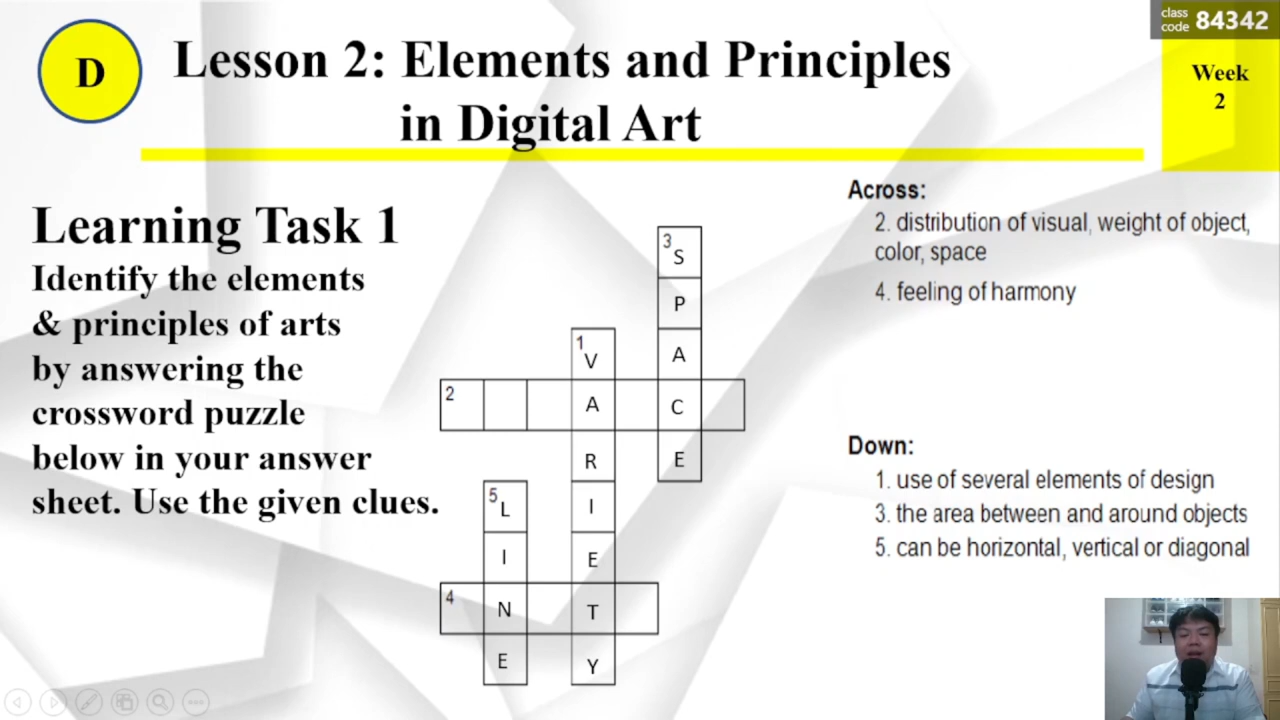 class
code 84342
D
Lesson 2: Elements and Principles
in Digital Art
Week
2
Learning Task 1
Identify the elements
& principles of arts
by answering the
crossword puzzle
below in your answer
sheet. Use the given clues.
3
S
P
1
V
A
2
A
C
R
E
5
L
I
I
E
4
N
T
E
Y
Across:
2. distribution of visual, weight of object,
color, space
4. feeling of harmony
Down:
1. use of several elements of design
3. the area between and around objects
5. can be horizontal, vertical or diagonal